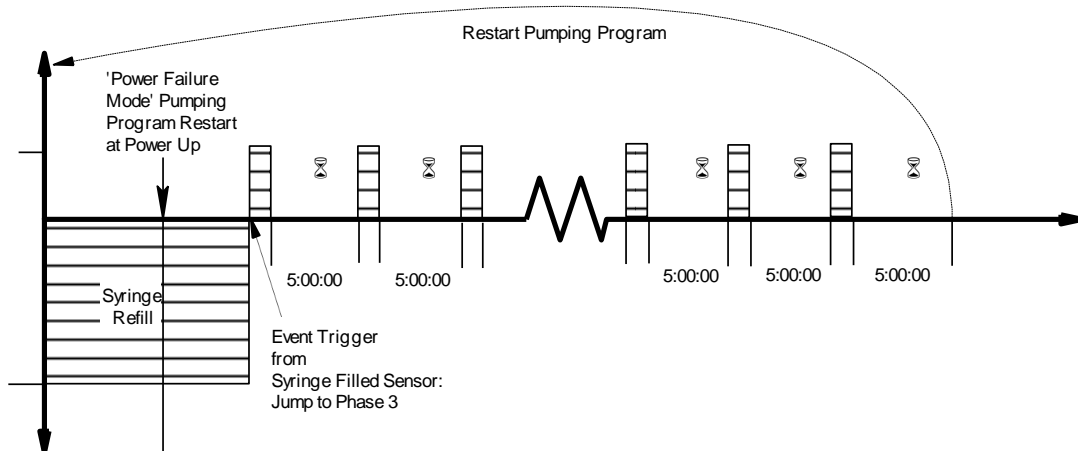 Restart Pumping Program
'Power Failure
Mode' Pumping
Program Restart
at Power Up
5:00:00
5:00:00
5:00:00
5:00:00
5:00:00
Syringe
Refill
Event Trigger
from
Syringe Filled Sensor:
Jump to Phase 3